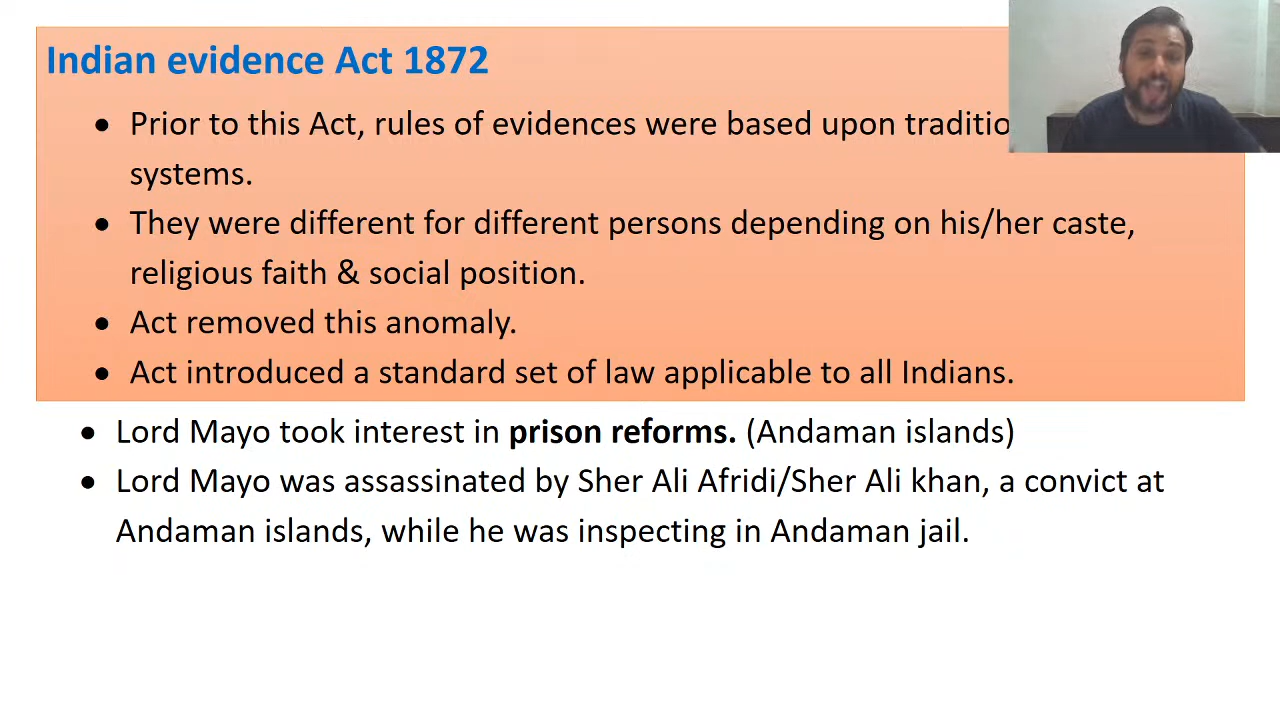 Indian evidence Act 1872
• Prior to this Act, rules of evidences were based upon
systems.
• They were different for different persons depending on his/her caste,
religious faith & social position.
• Act removed this anomaly.
• Act introduced a standard set of law applicable to all Indians.
• Lord Mayo took interest in prison reforms. (Andaman islands)
• Lord Mayo was assassinated by Sher Ali Afridi/Sher Ali khan, a convict at
Andaman islands, while he was inspecting in Andaman jail.